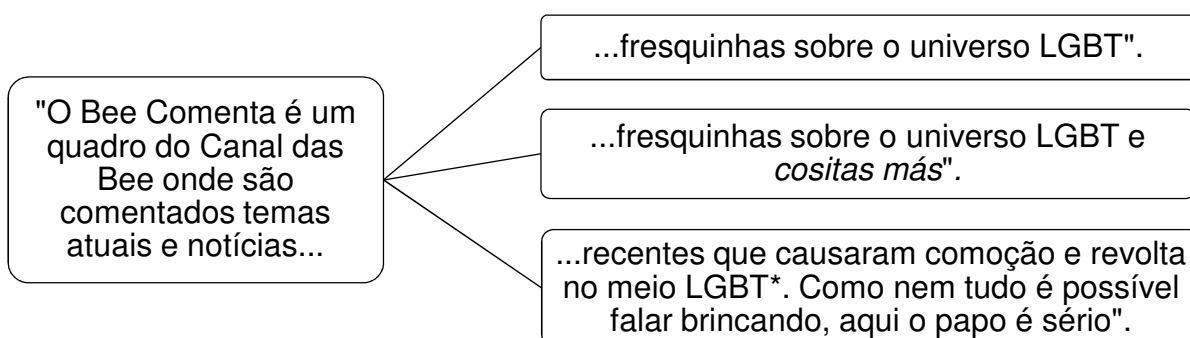 "O Bee Comenta é um
quadro do Canal das
Bee onde são
comentados temas
atuais e notícias...
...fresquinhas sobre o universo LGBT".
...fresquinhas sobre o universo LGBT e
cositas más".
...recentes que causaram comoção e revolta
no meio LGBT*. Como nem tudo é possível
falar brincando, aqui o papo é sério".